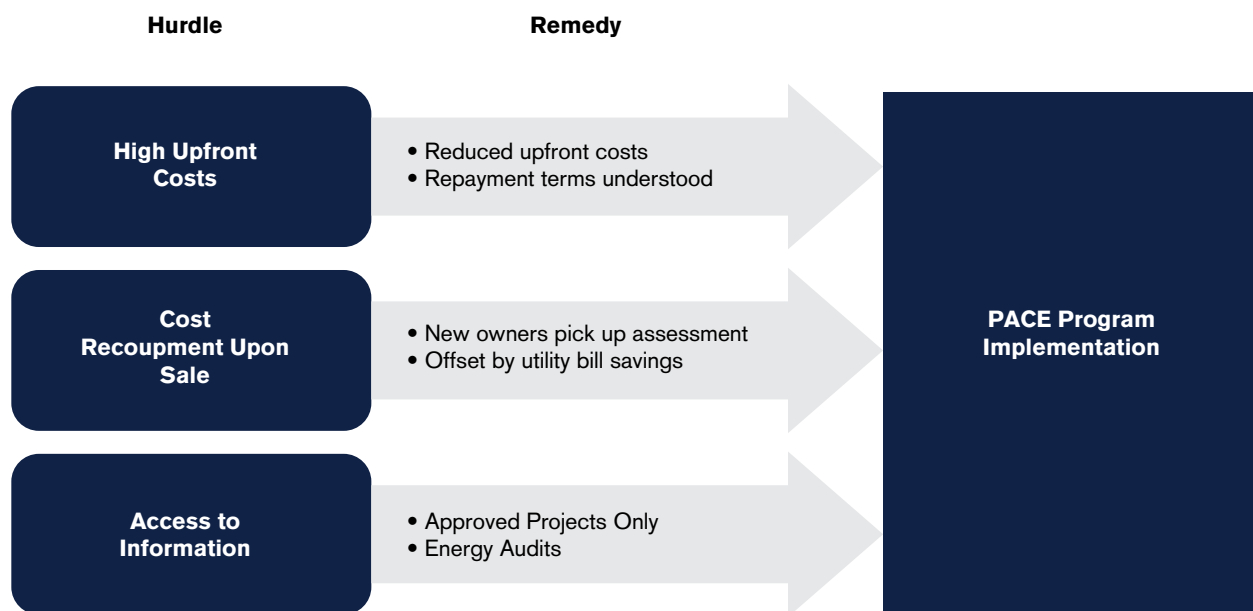 Hurdle
Remedy
High Upfront
Costs
• Reduced upfront costs
• Repayment terms understood
Cost
Recoupment Upon
Sale
• New owners pick up assessment
• Offset by utility bill savings
Access to
Information
• Approved Projects Only
• Energy Audits
PACE Program
Implementation